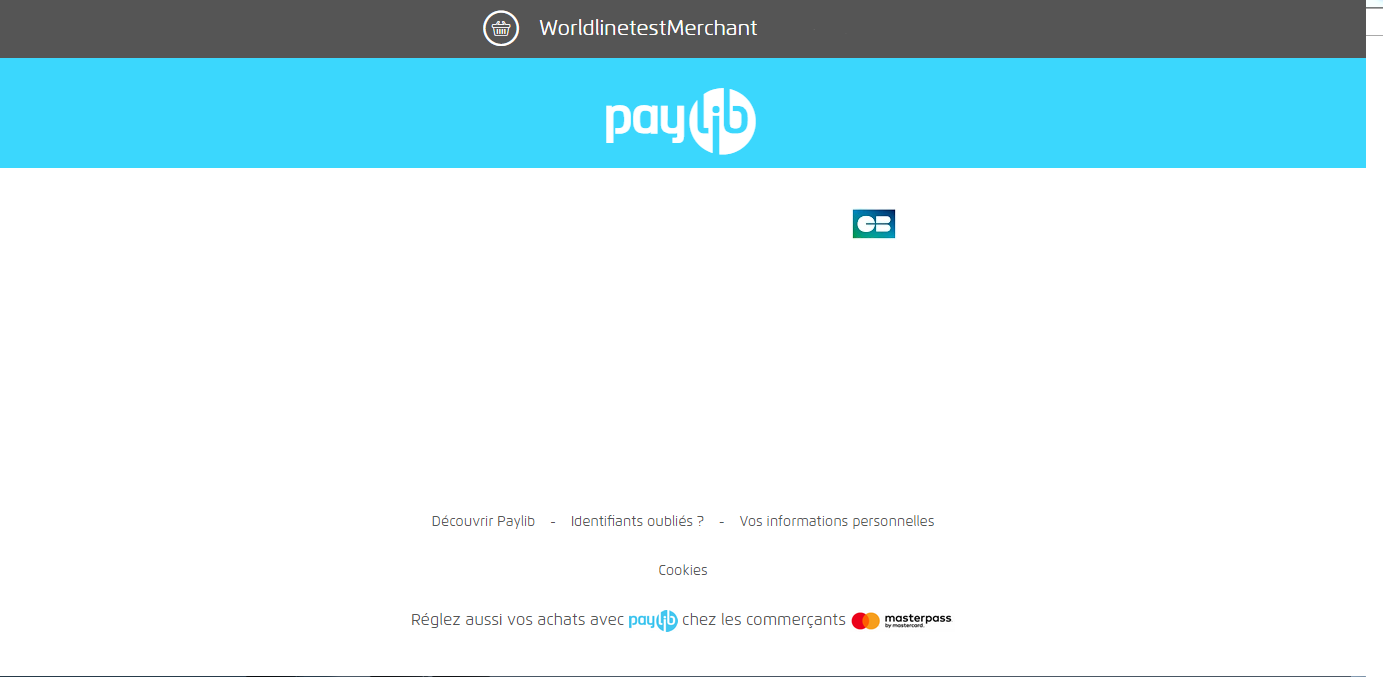 WorldlinetestMerchant
paylib
CB
Découvrir Paylib - Identifiants oubliés ? - Vos informations personnelles
Cookies
Réglez aussi vos achats avec paylib chez les commerçants masterpass
by mastercard.